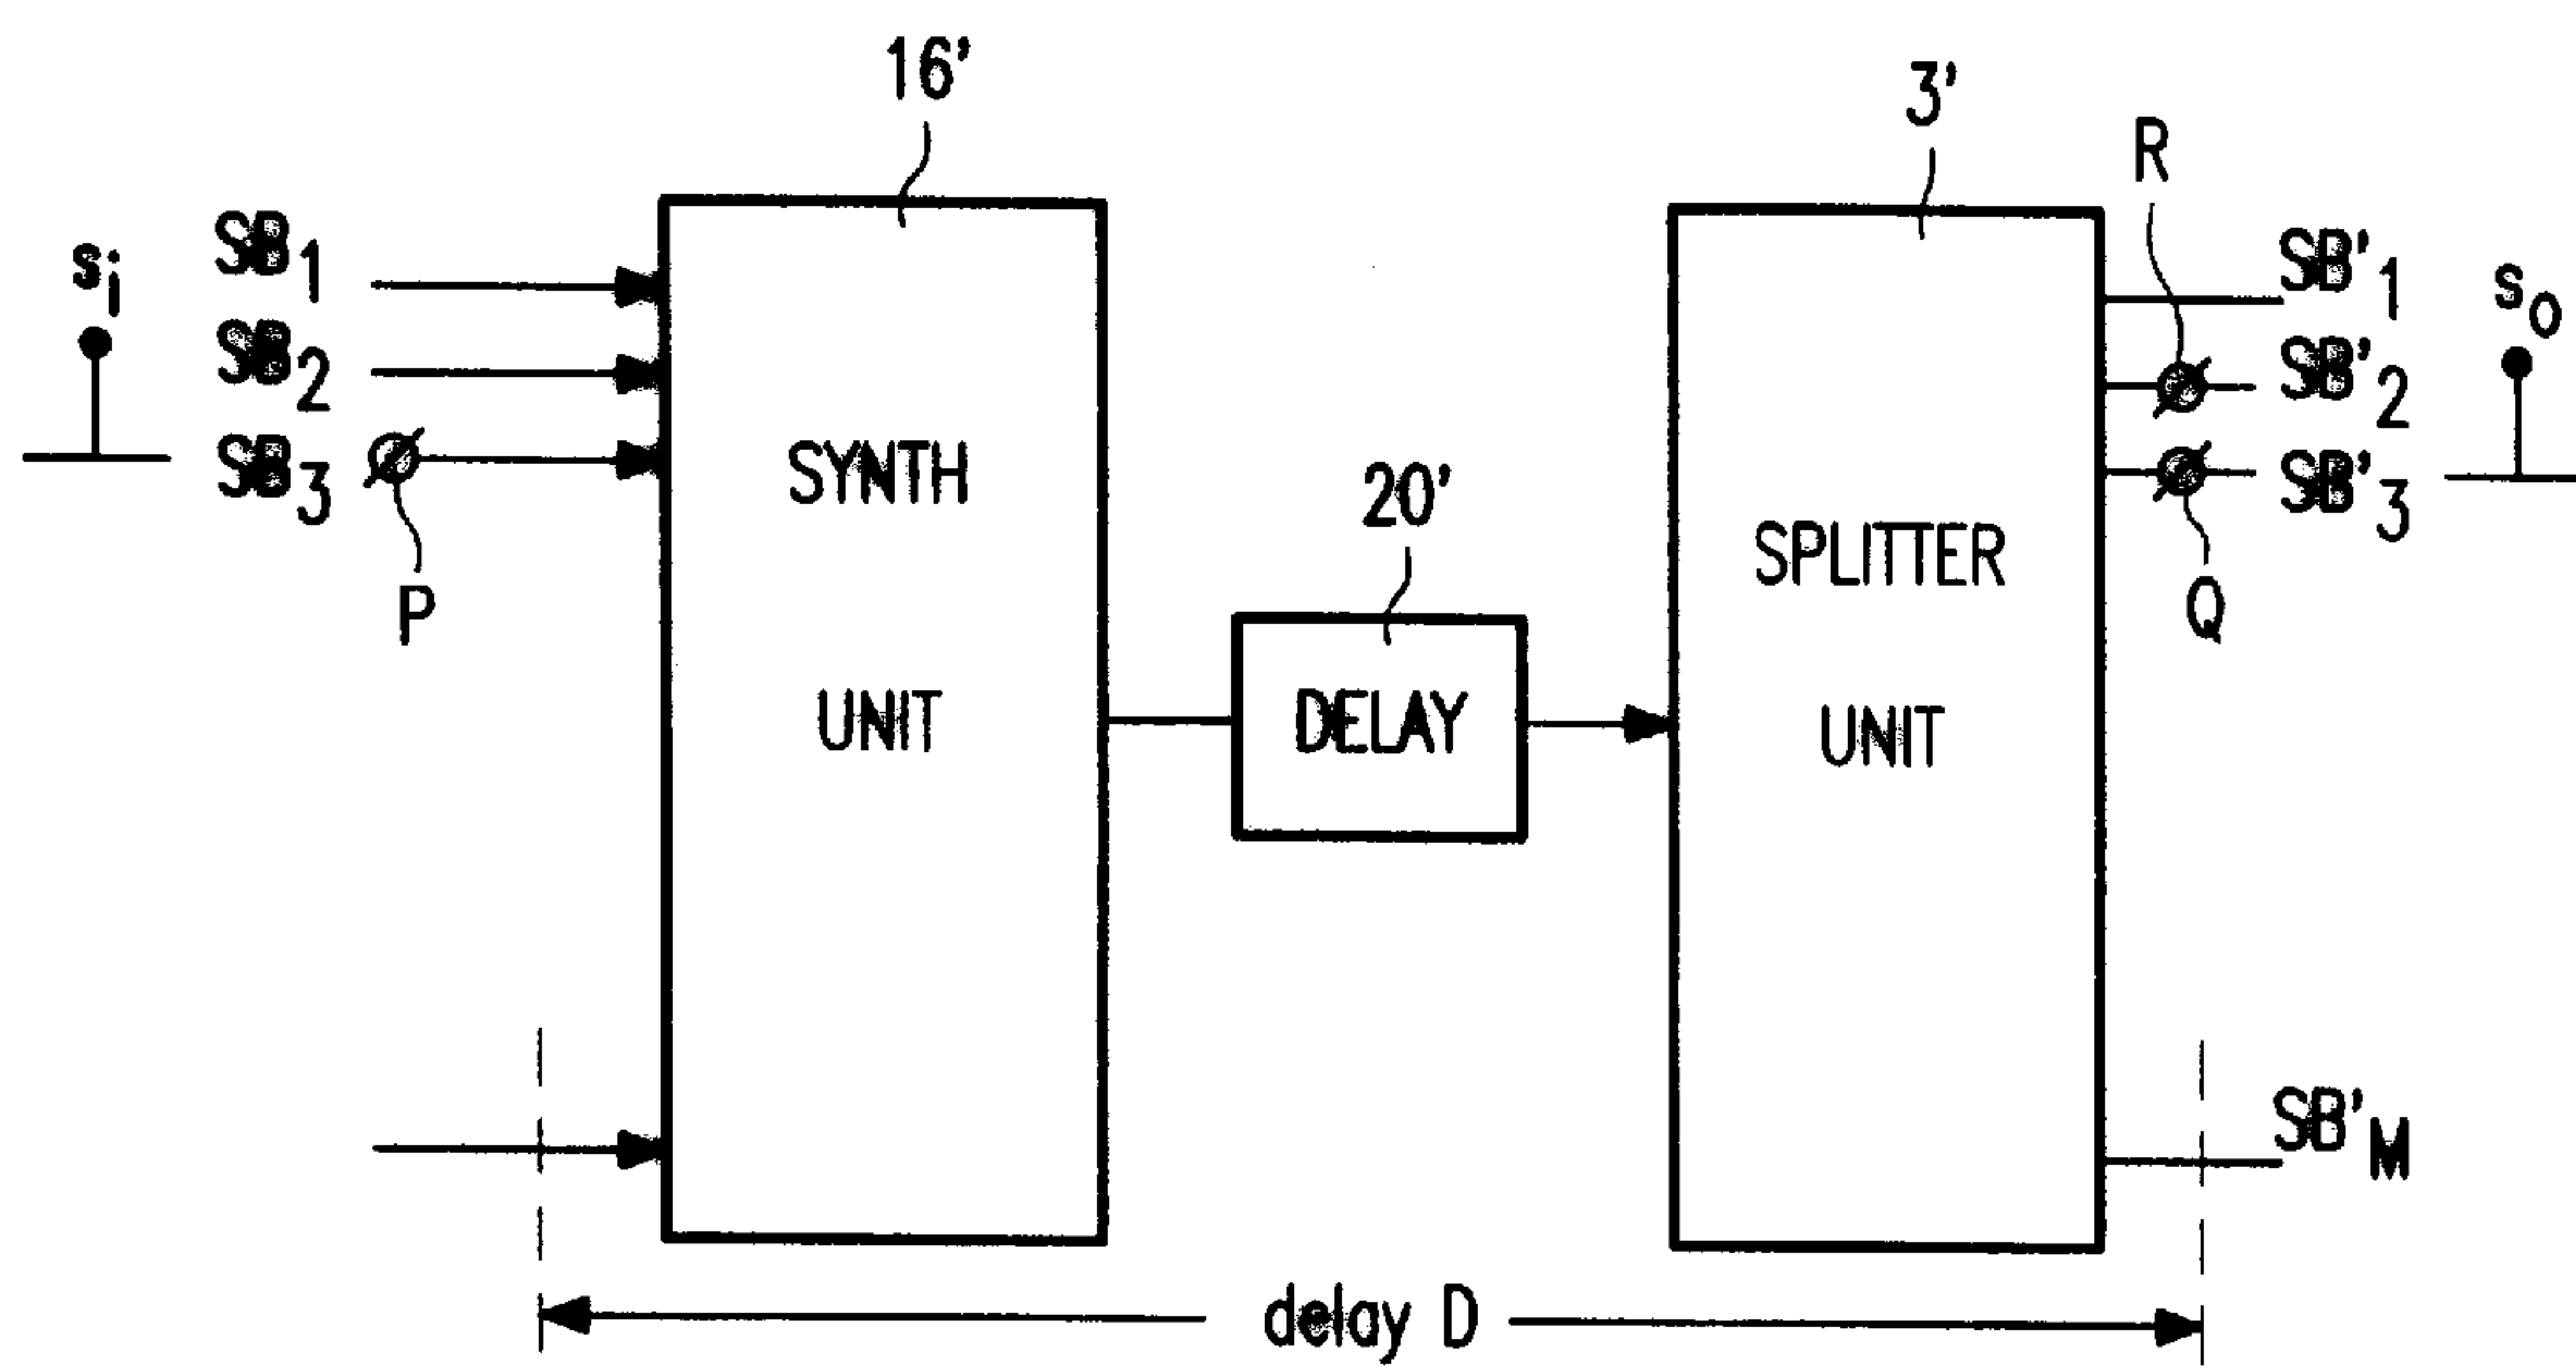 16'
3'
R
s_i
SB_1
SB_2
SB_3
P
SYNTH
UNIT
20'
DELAY
SPLITTER
UNIT
SB'_1
SB'_2
SB'_3
s_o
Q
SB'_M
delay D